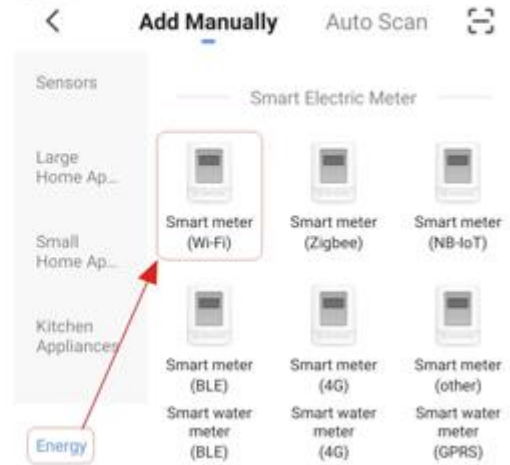 Add Manually
Auto Scan
Sensors
Large
Home Ap...
Small
Home Ap...
Kitchen
Appliances
Energy
Smart Electric Meter
Smart meter
(Wi-Fi)
Smart meter
(Zigbee)
Smart meter
(NB-IoT)
Smart meter
(BLE)
Smart meter
(4G)
Smart meter
(other)
Smart water
meter
(BLE)
Smart water
meter
(4G)
Smart water
meter
(GPRS)